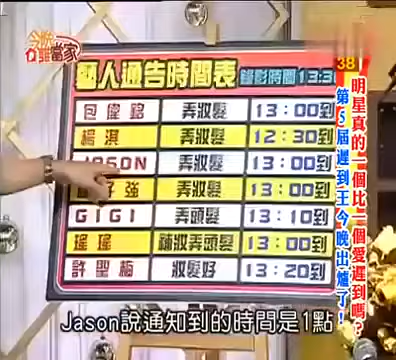 今晚
誰當家
38
藝人通告時間表 錄影時間13:30
包偉銘 弄妝髮 13:00到
楊淇 弄妝髮 12:30到
JASON 弄妝髮 13:00到
強 弄妝髮 13:00到
GIGI 弄頭髮 13:10到
瑤瑤 補妝弄頭髮 13:00到
許聖梅 妝髮好 13:20到
明星真的一個比一個愛遲到嗎?
第5屆遲到王今晚出爐了!
Jason說通知到的時間是1點